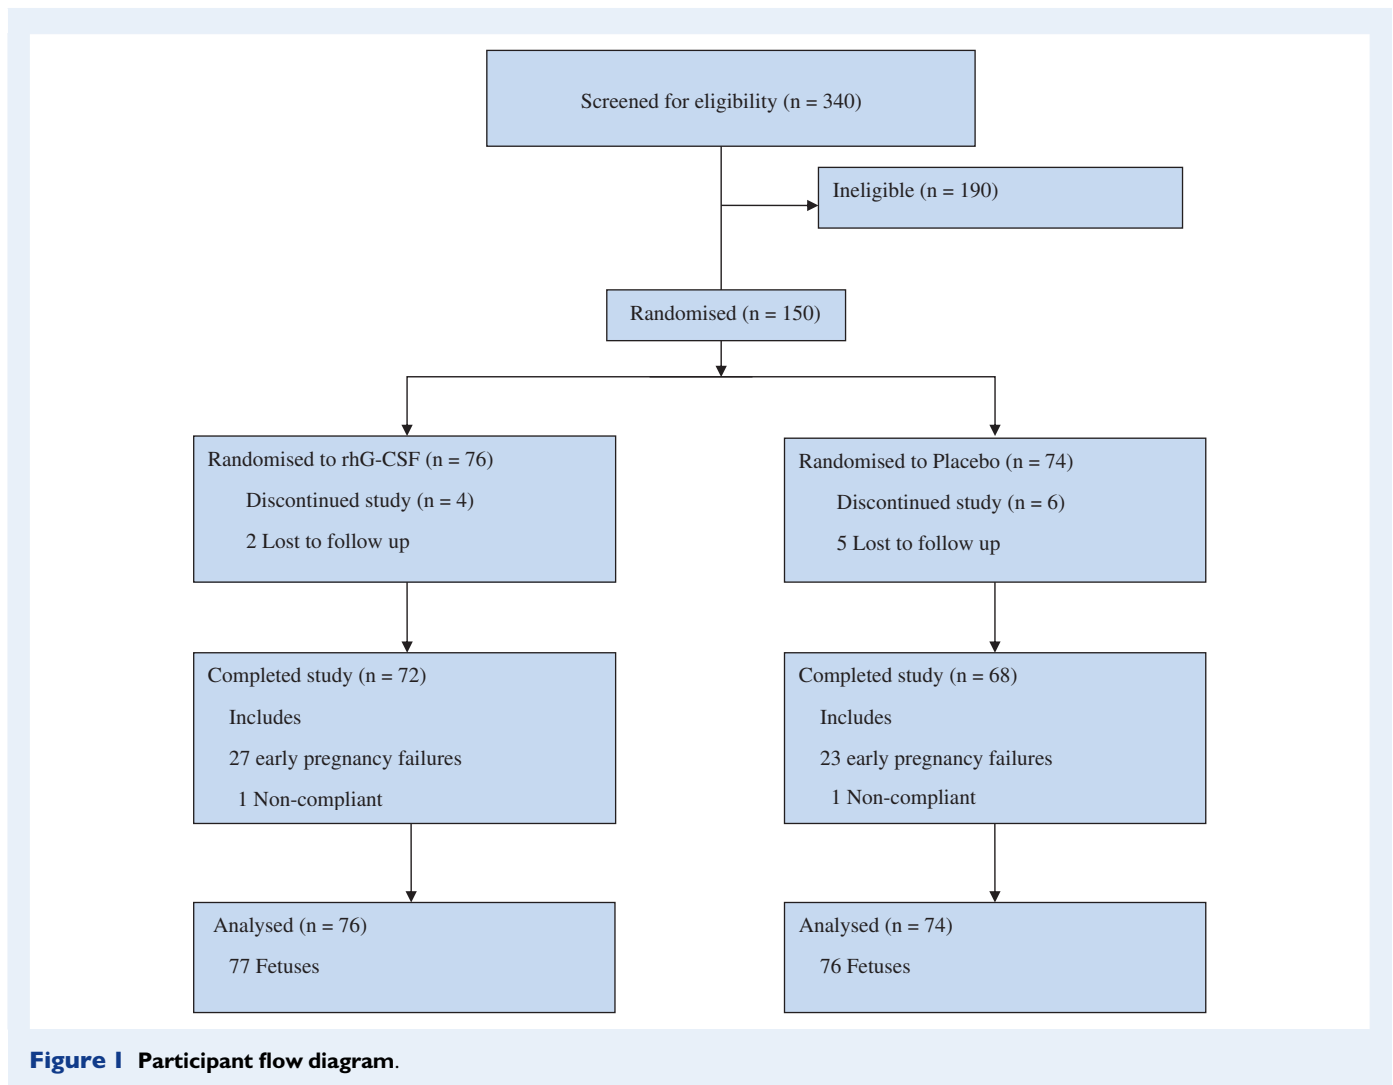 Screened for eligibility (n = 340)
Ineligible (n = 190)
Randomised (n = 150)
Randomised to rhG-CSF (n = 76)
Discontinued study (n = 4)
2 Lost to follow up
Randomised to Placebo (n = 74)
Discontinued study (n = 6)
5 Lost to follow up
Completed study (n = 72)
Includes
27 early pregnancy failures
1 Non-compliant
Completed study (n = 68)
Includes
23 early pregnancy failures
1 Non-compliant
Analysed (n = 76)
77 Fetuses
Analysed (n = 74)
76 Fetuses
Figure 1 Participant flow diagram.